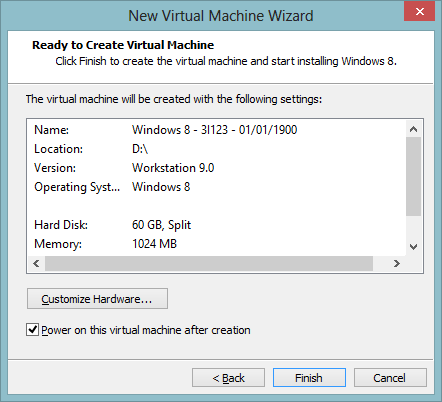 New Virtual Machine Wizard
Ready to Create Virtual Machine
Click Finish to create the virtual machine and start installing Windows 8.
The virtual machine will be created with the following settings:
Name: Windows 8 - 3I123 - 01/01/1900
Location: D:\
Version: Workstation 9.0
Operating Syst... Windows 8
Hard Disk: 60 GB, Split
Memory: 1024 MB
Customize Hardware...
Power on this virtual machine after creation
< Back Finish Cancel